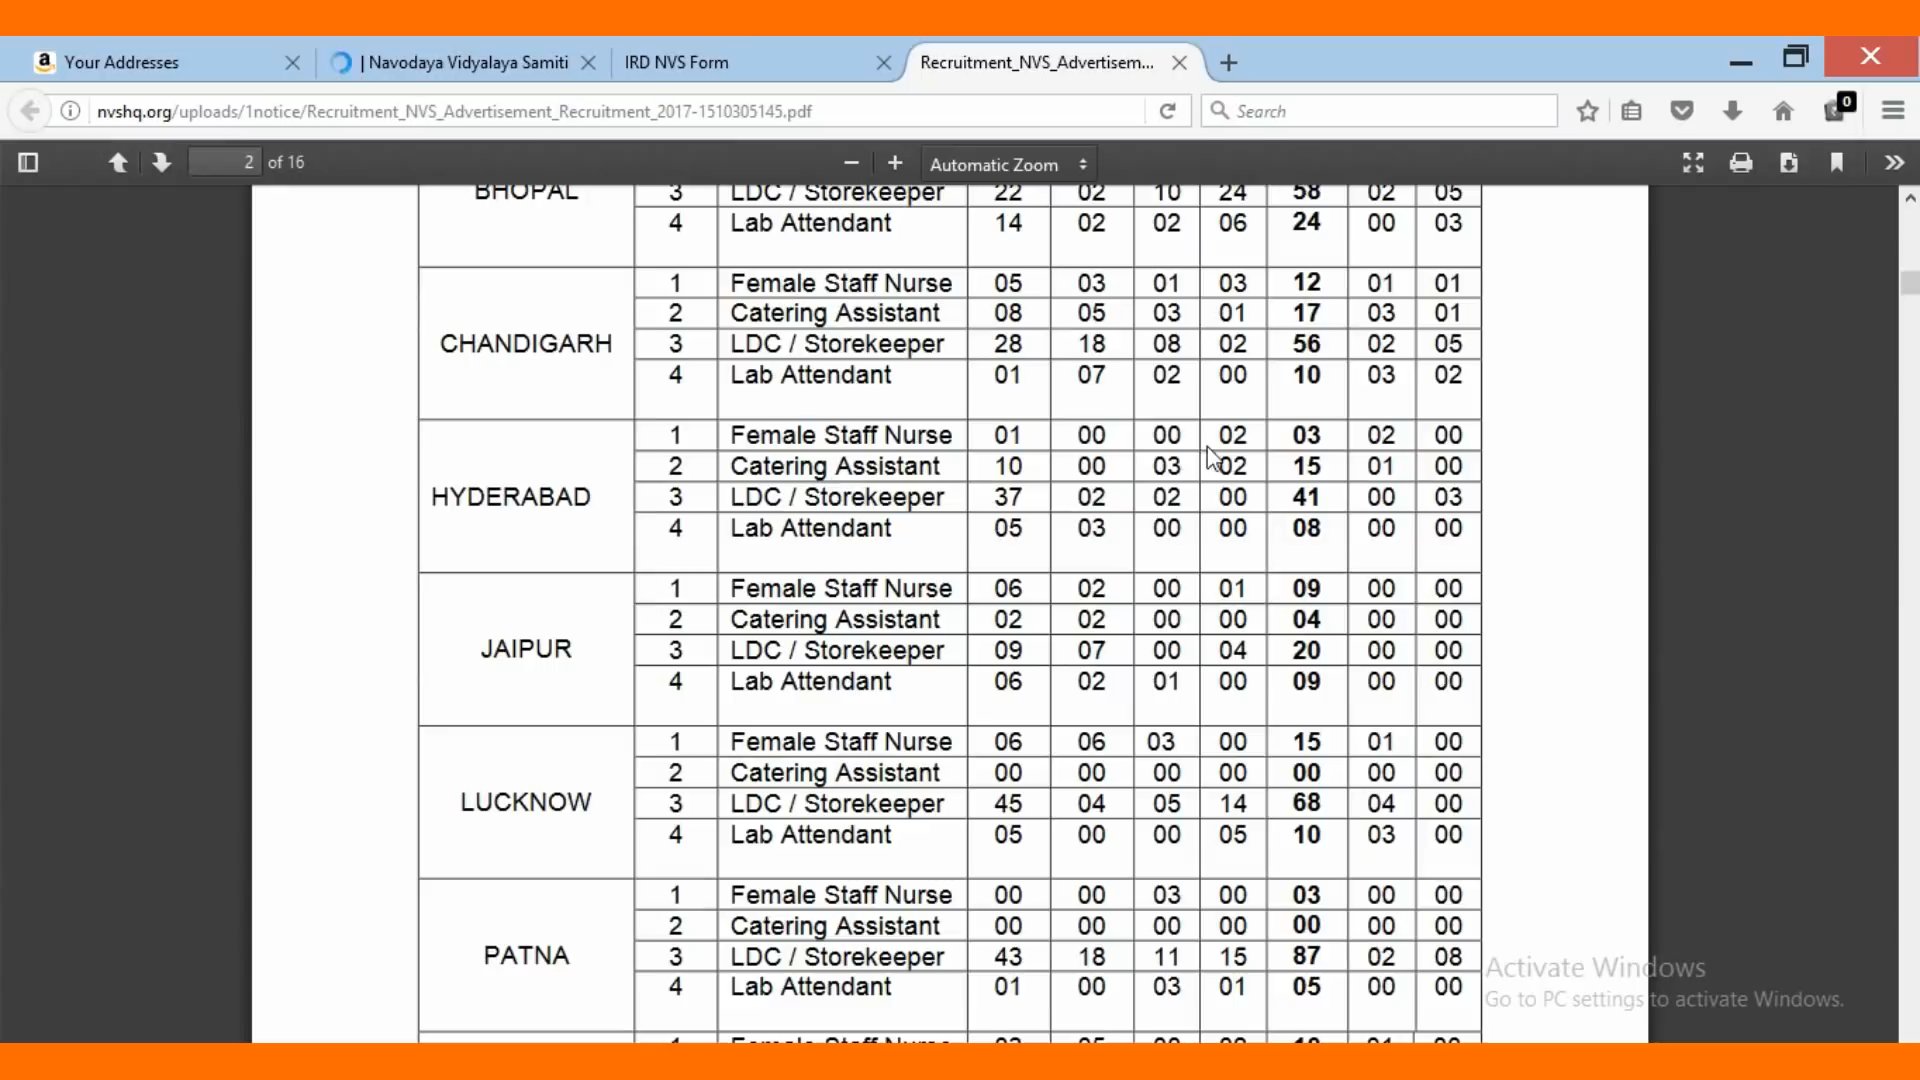 Your Addresses
| Navodaya Vidyalaya Samiti
IRD NVS Form
Recruitment_NVS_Advertisem...
nvshq.org/uploads/1notice/Recruitment_NVS_Advertisement_Recruitment_2017-1510305145.pdf
Search
0
2 of 16
Automatic Zoom
BHOPAL 3 LDC / Storekeeper 22 02 10 24 58 02 05
4 Lab Attendant 14 02 02 06 24 00 03
CHANDIGARH
1 Female Staff Nurse 05 03 01 03 12 01 01
2 Catering Assistant 08 05 03 01 17 03 01
3 LDC / Storekeeper 28 18 08 02 56 02 05
4 Lab Attendant 01 07 02 00 10 03 02
HYDERABAD
1 Female Staff Nurse 01 00 00 02 03 02 00
2 Catering Assistant 10 00 03 02 15 01 00
3 LDC / Storekeeper 37 02 02 00 41 00 03
4 Lab Attendant 05 03 00 00 08 00 00
JAIPUR
1 Female Staff Nurse 06 02 00 01 09 00 00
2 Catering Assistant 02 02 00 00 04 00 00
3 LDC / Storekeeper 09 07 00 04 20 00 00
4 Lab Attendant 06 02 01 00 09 00 00
LUCKNOW
1 Female Staff Nurse 06 06 03 00 15 01 00
2 Catering Assistant 00 00 00 00 00 00 00
3 LDC / Storekeeper 45 04 05 14 68 04 00
4 Lab Attendant 05 00 00 05 10 03 00
PATNA
1 Female Staff Nurse 00 00 03 00 03 00 00
2 Catering Assistant 00 00 00 00 00 00 00
3 LDC / Storekeeper 43 18 11 15 87 02 08
4 Lab Attendant 01 00 03 01 05 00 00
Activate Windows
Go to PC settings to activate Windows.